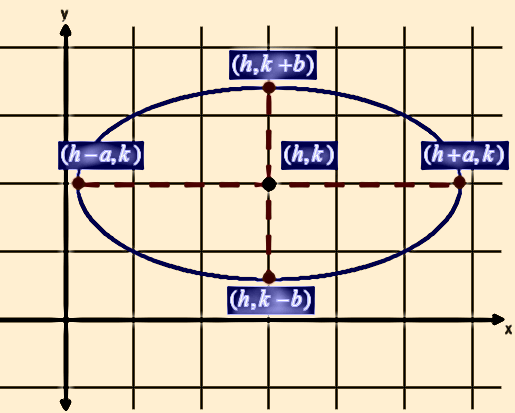 y
(h,k+b)
(h−a,k)
(h,k)
(h+a,k)
(h,k−b)
x